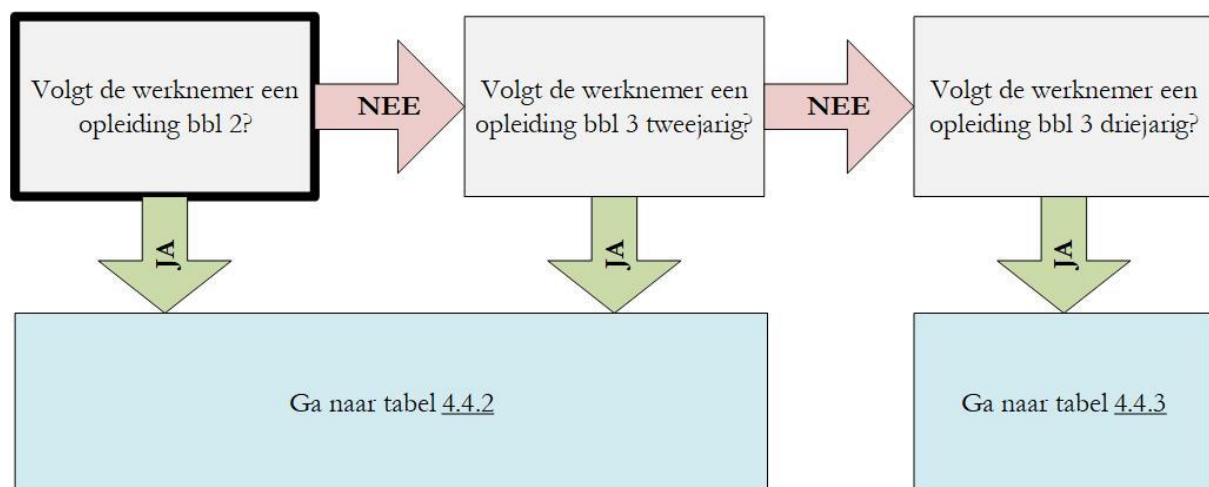 Volgt de werknemer een
opleiding bbl 2?
NEE
Volgt de werknemer een
opleiding bbl 3 tweejarig?
NEE
Volgt de werknemer een
opleiding bbl 3 driejarig?
JA
JA
JA
Ga naar tabel 4.4.2
Ga naar tabel 4.4.3